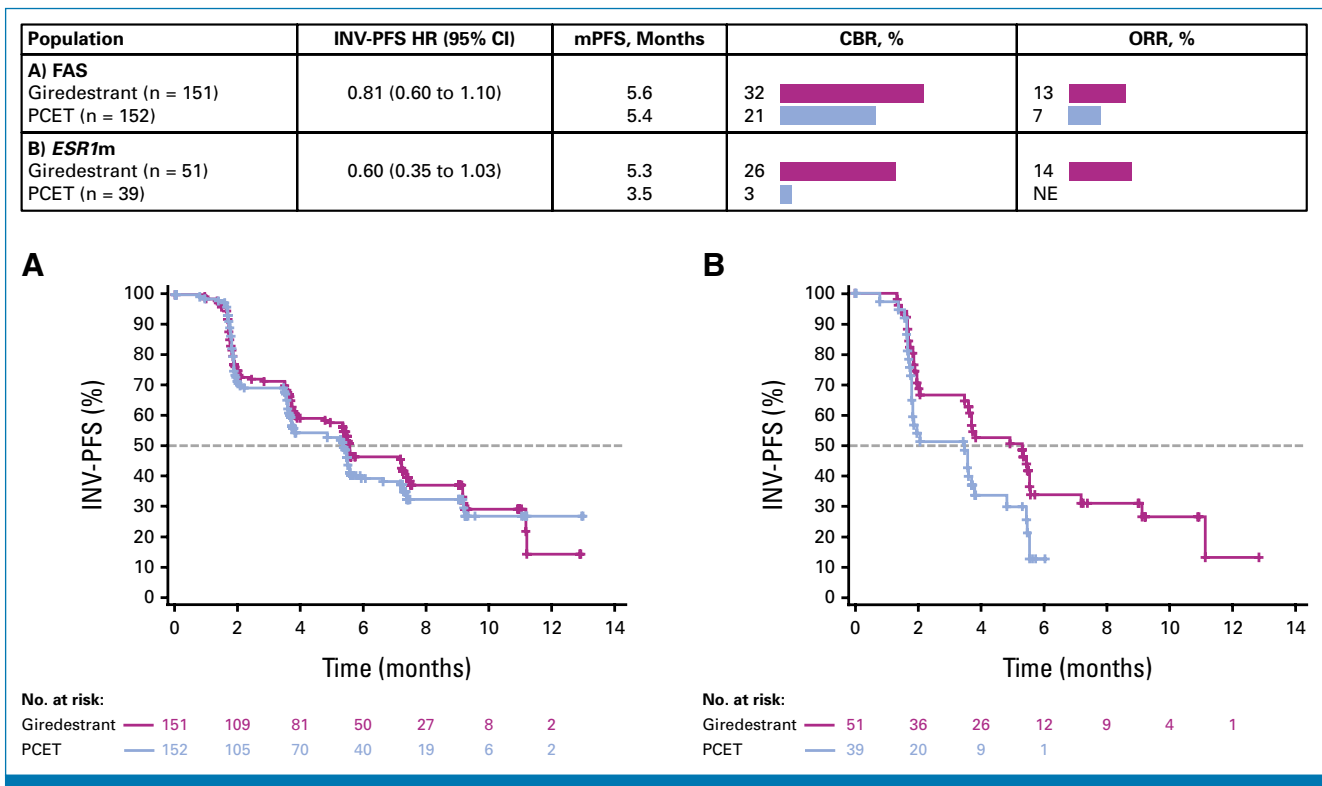 Population INV-PFS HR (95% CI) mPFS, Months CBR, % ORR, %
A) FAS
Giredestrant (n = 151) 0.81 (0.60 to 1.10) 5.6 32 13
PCET (n = 152) 5.4 21 7
B) ESR1m
Giredestrant (n = 51) 0.60 (0.35 to 1.03) 5.3 26 14
PCET (n = 39) 3.5 3 NE
A
INV-PFS (%)
100
90
80
70
60
50
40
30
20
10
0
0 2 4 6 8 10 12 14
Time (months)
No. at risk:
Giredestrant 151 109 81 50 27 8 2
PCET 152 105 70 40 19 6 2
B
INV-PFS (%)
100
90
80
70
60
50
40
30
20
10
0
0 2 4 6 8 10 12 14
Time (months)
No. at risk:
Giredestrant 51 36 26 12 9 4 1
PCET 39 20 9 1